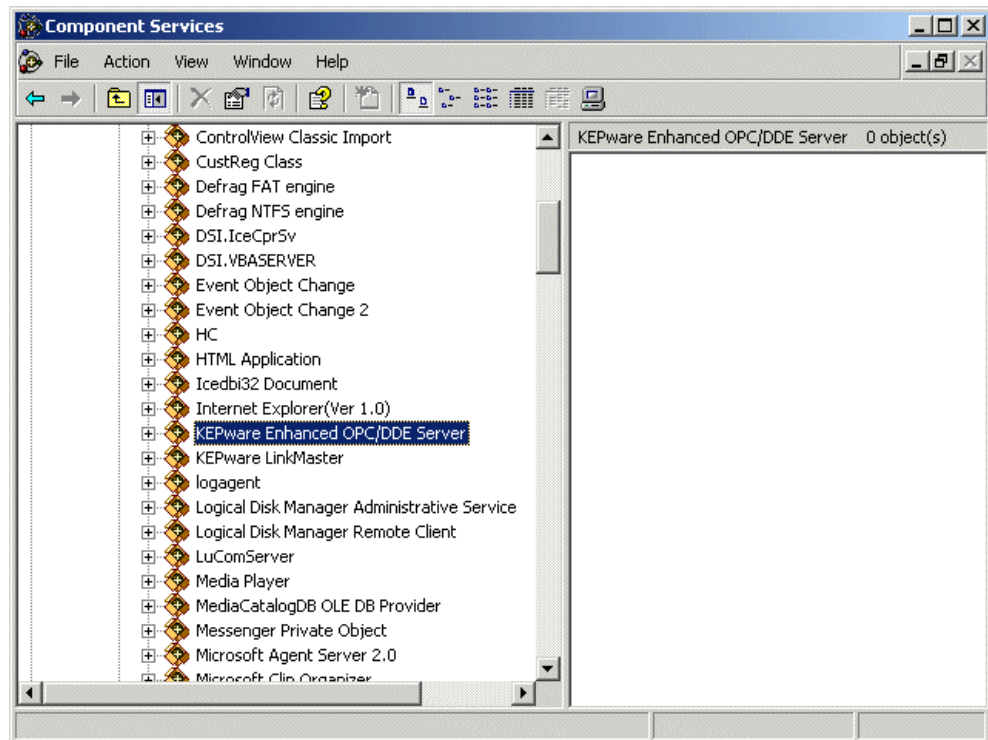 Component Services
File Action View Window Help
KEPware Enhanced OPC/DDE Server 0 object(s)
ControlView Classic Import
CustReg Class
Defrag FAT engine
Defrag NTFS engine
DSI.IceCprSv
DSI.VBASERVER
Event Object Change
Event Object Change 2
HC
HTML Application
Icedbi32 Document
Internet Explorer(Ver 1.0)
KEPware Enhanced OPC/DDE Server
KEPware LinkMaster
logagent
Logical Disk Manager Administrative Service
Logical Disk Manager Remote Client
LuComServer
Media Player
MediaCatalogDB OLE DB Provider
Messenger Private Object
Microsoft Agent Server 2.0
Microsoft Clip Organizer